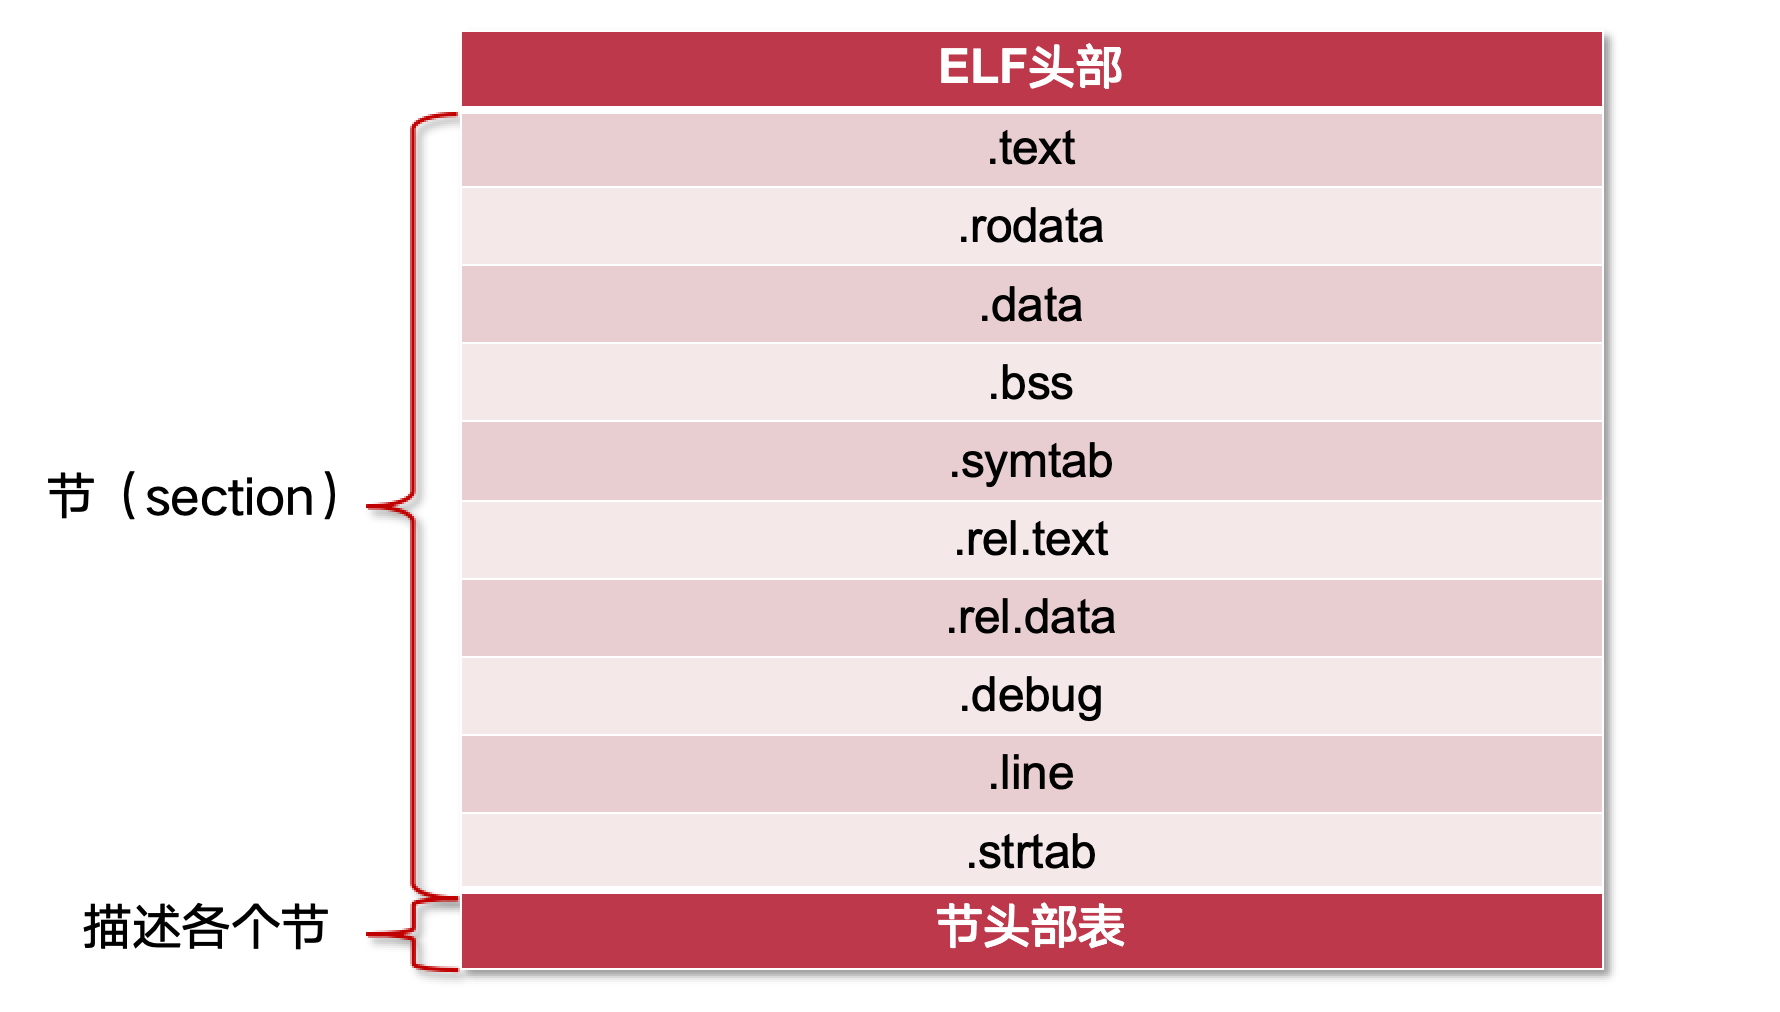 ELF头部
.text
.rodata
.data
.bss
.symtab
节（section）
.rel.text
.rel.data
.debug
.line
.strtab
描述各个节
节头部表